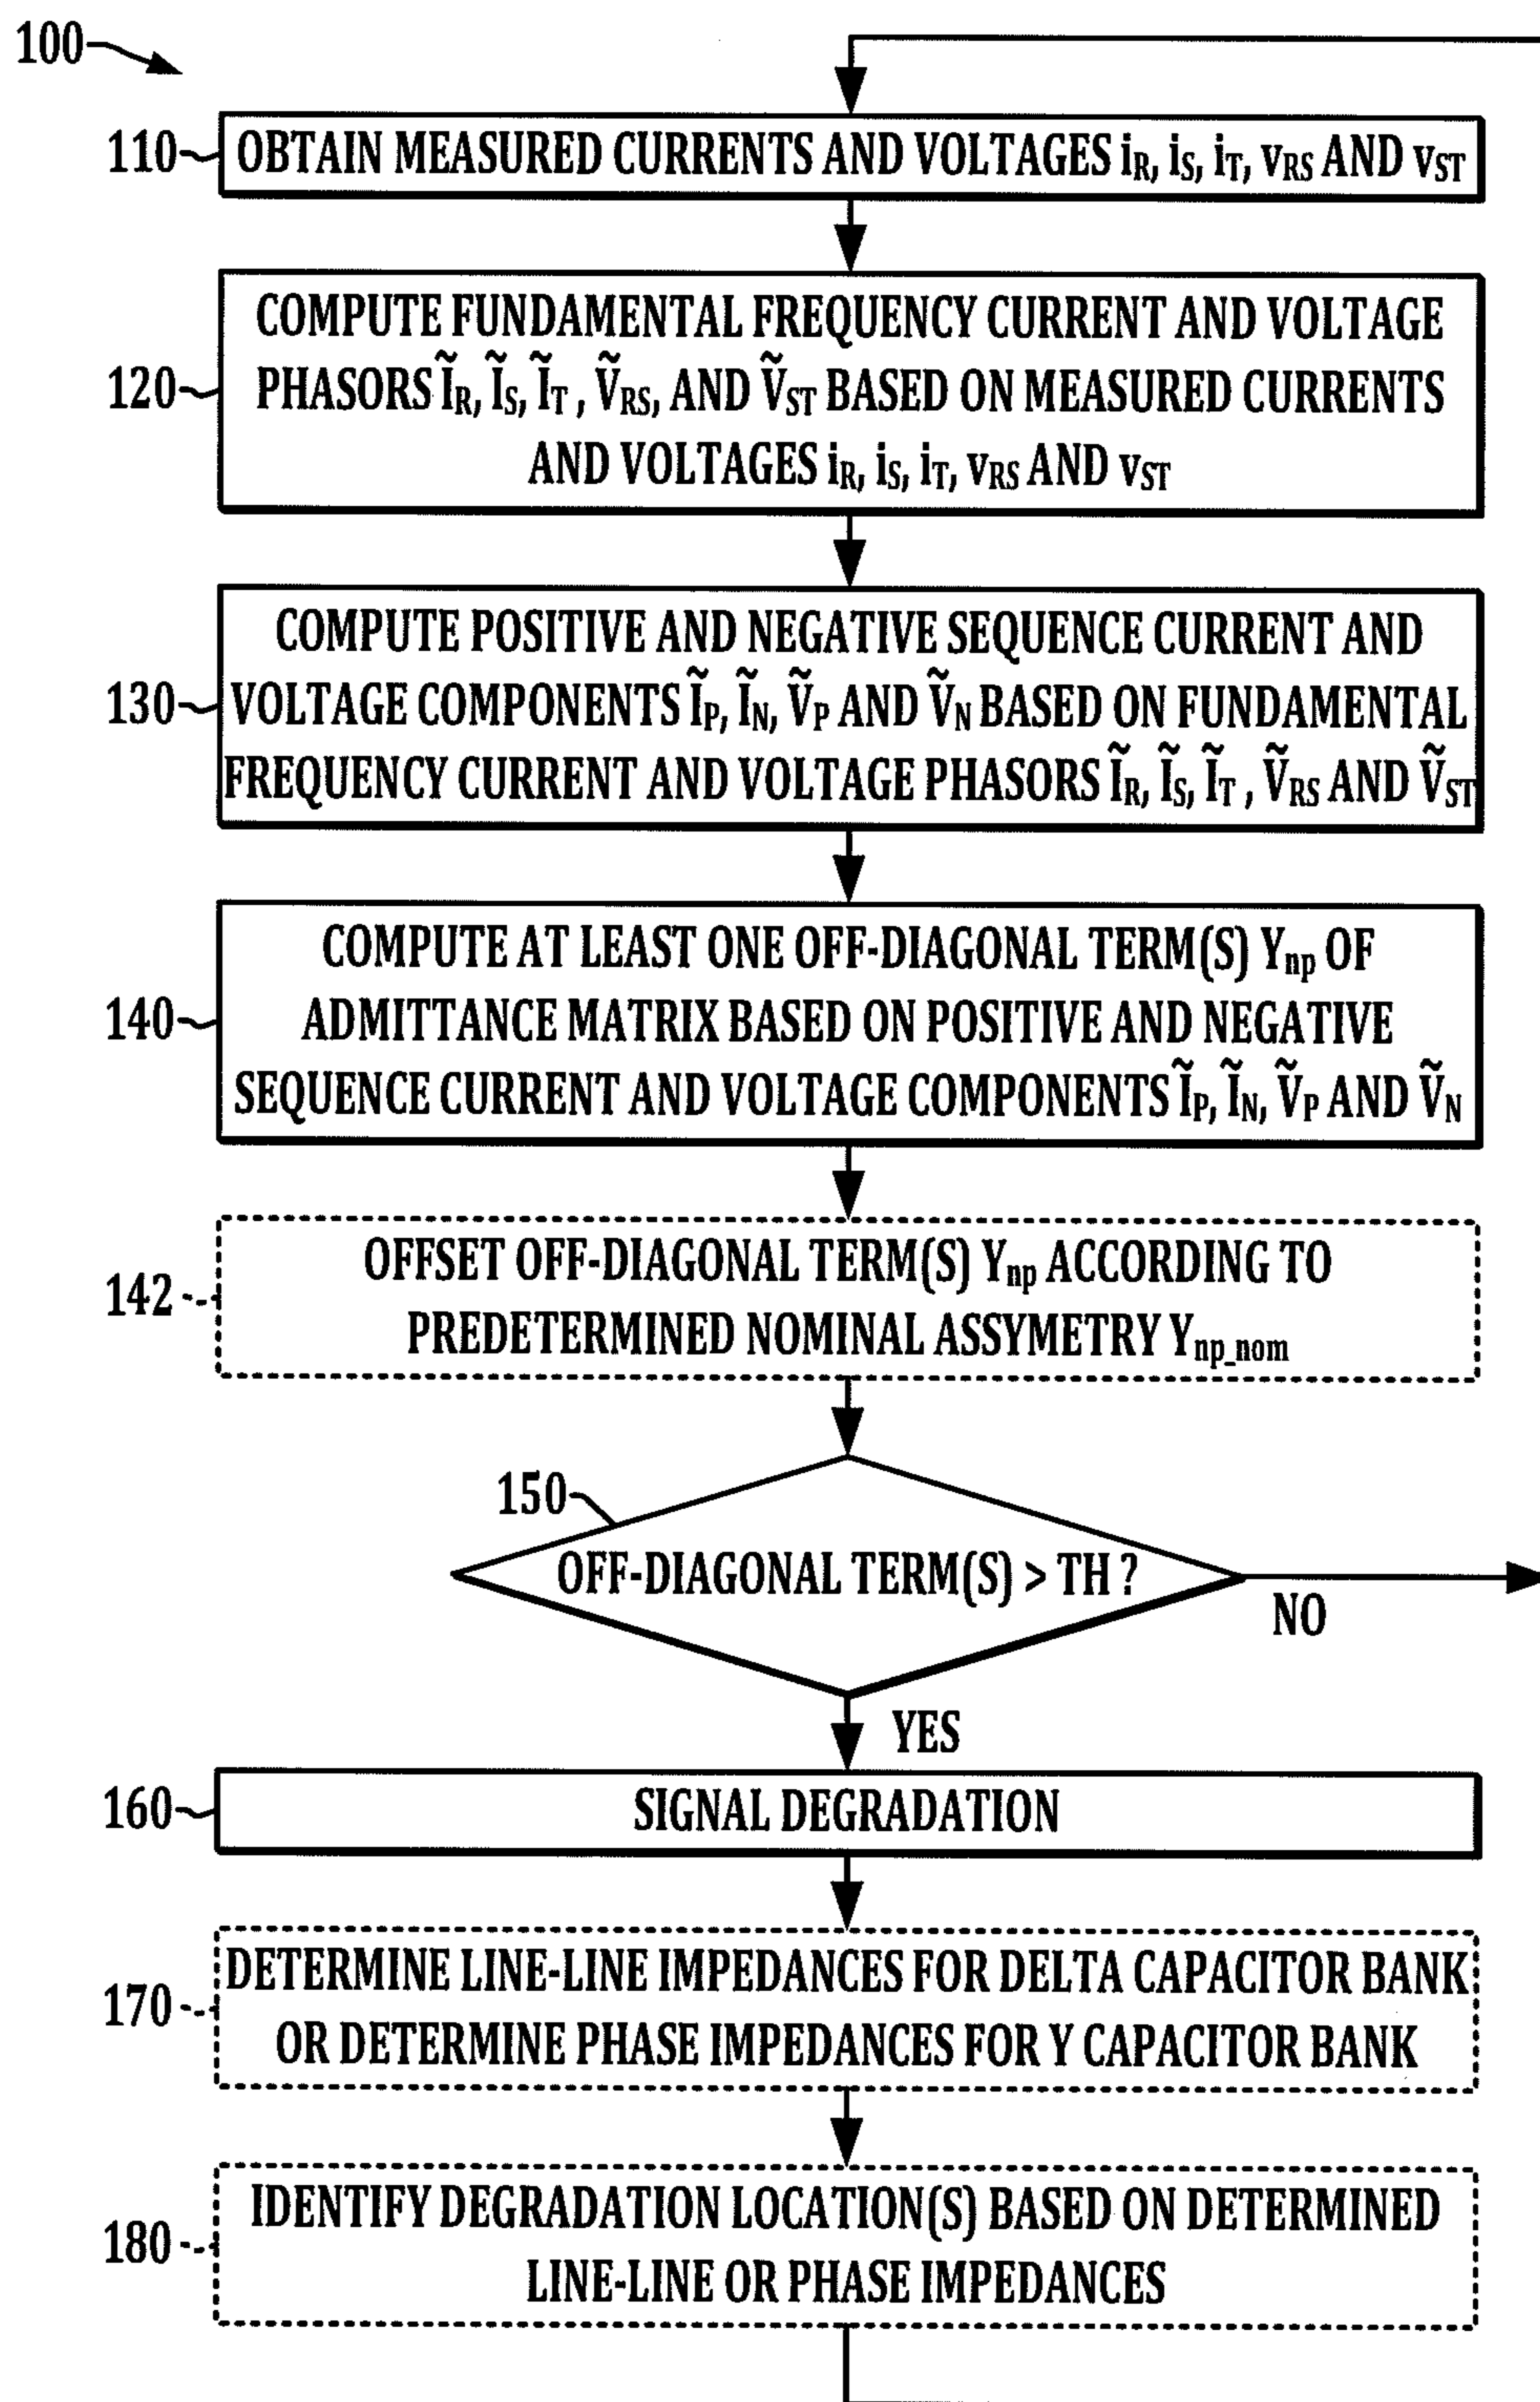 100
110 OBTAIN MEASURED CURRENTS AND VOLTAGES iR, iS, iT, vRS AND vST
COMPUTE FUNDAMENTAL FREQUENCY CURRENT AND VOLTAGE
120 PHASORS ĨR, ĨS, ĨT , ṼRS, AND ṼST BASED ON MEASURED CURRENTS
AND VOLTAGES iR, iS, iT, vRS AND vST
COMPUTE POSITIVE AND NEGATIVE SEQUENCE CURRENT AND
130 VOLTAGE COMPONENTS ĨP, ĨN, ṼP AND ṼN BASED ON FUNDAMENTAL
FREQUENCY CURRENT AND VOLTAGE PHASORS ĨR, ĨS, ĨT , ṼRS AND ṼST
COMPUTE AT LEAST ONE OFF-DIAGONAL TERM(S) Ynp OF
140 ADMITTANCE MATRIX BASED ON POSITIVE AND NEGATIVE
SEQUENCE CURRENT AND VOLTAGE COMPONENTS ĨP, ĨN, ṼP AND ṼN
OFFSET OFF-DIAGONAL TERM(S) Ynp ACCORDING TO
142
PREDETERMINED NOMINAL ASSYMETRY Ynp_nom
150
OFF-DIAGONAL TERM(S) > TH ?
NO
YES
160 SIGNAL DEGRADATION
DETERMINE LINE-LINE IMPEDANCES FOR DELTA CAPACITOR BANK
170
OR DETERMINE PHASE IMPEDANCES FOR Y CAPACITOR BANK
IDENTIFY DEGRADATION LOCATION(S) BASED ON DETERMINED
180
LINE-LINE OR PHASE IMPEDANCES